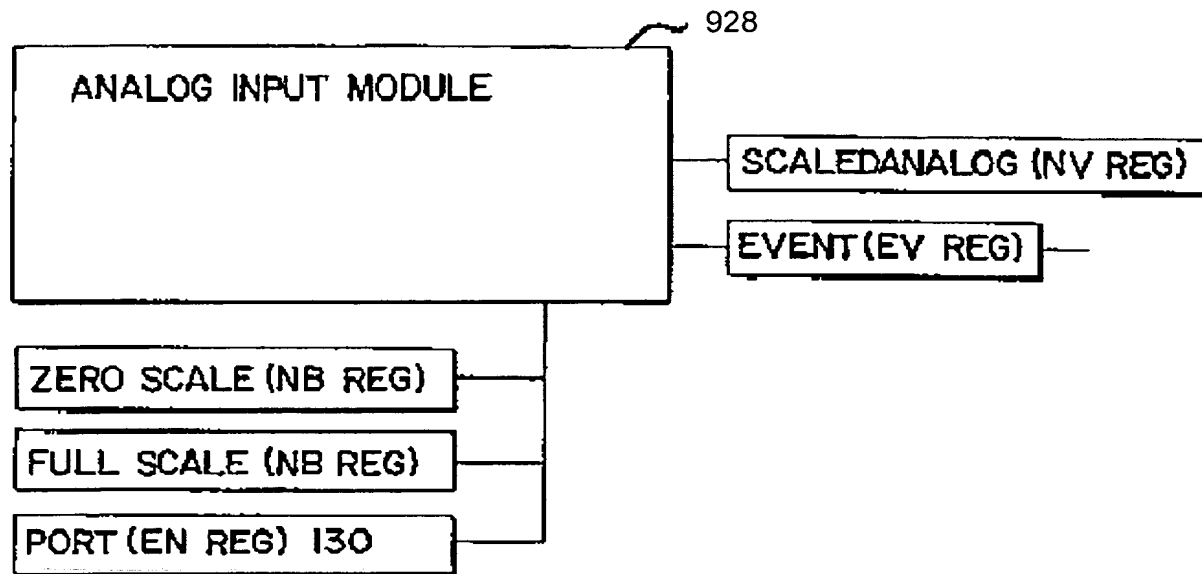 928
ANALOG INPUT MODULE
SCALEDANALOG (NV REG)
EVENT (EV REG)
ZERO SCALE (NB REG)
FULL SCALE (NB REG)
PORT (EN REG) 130